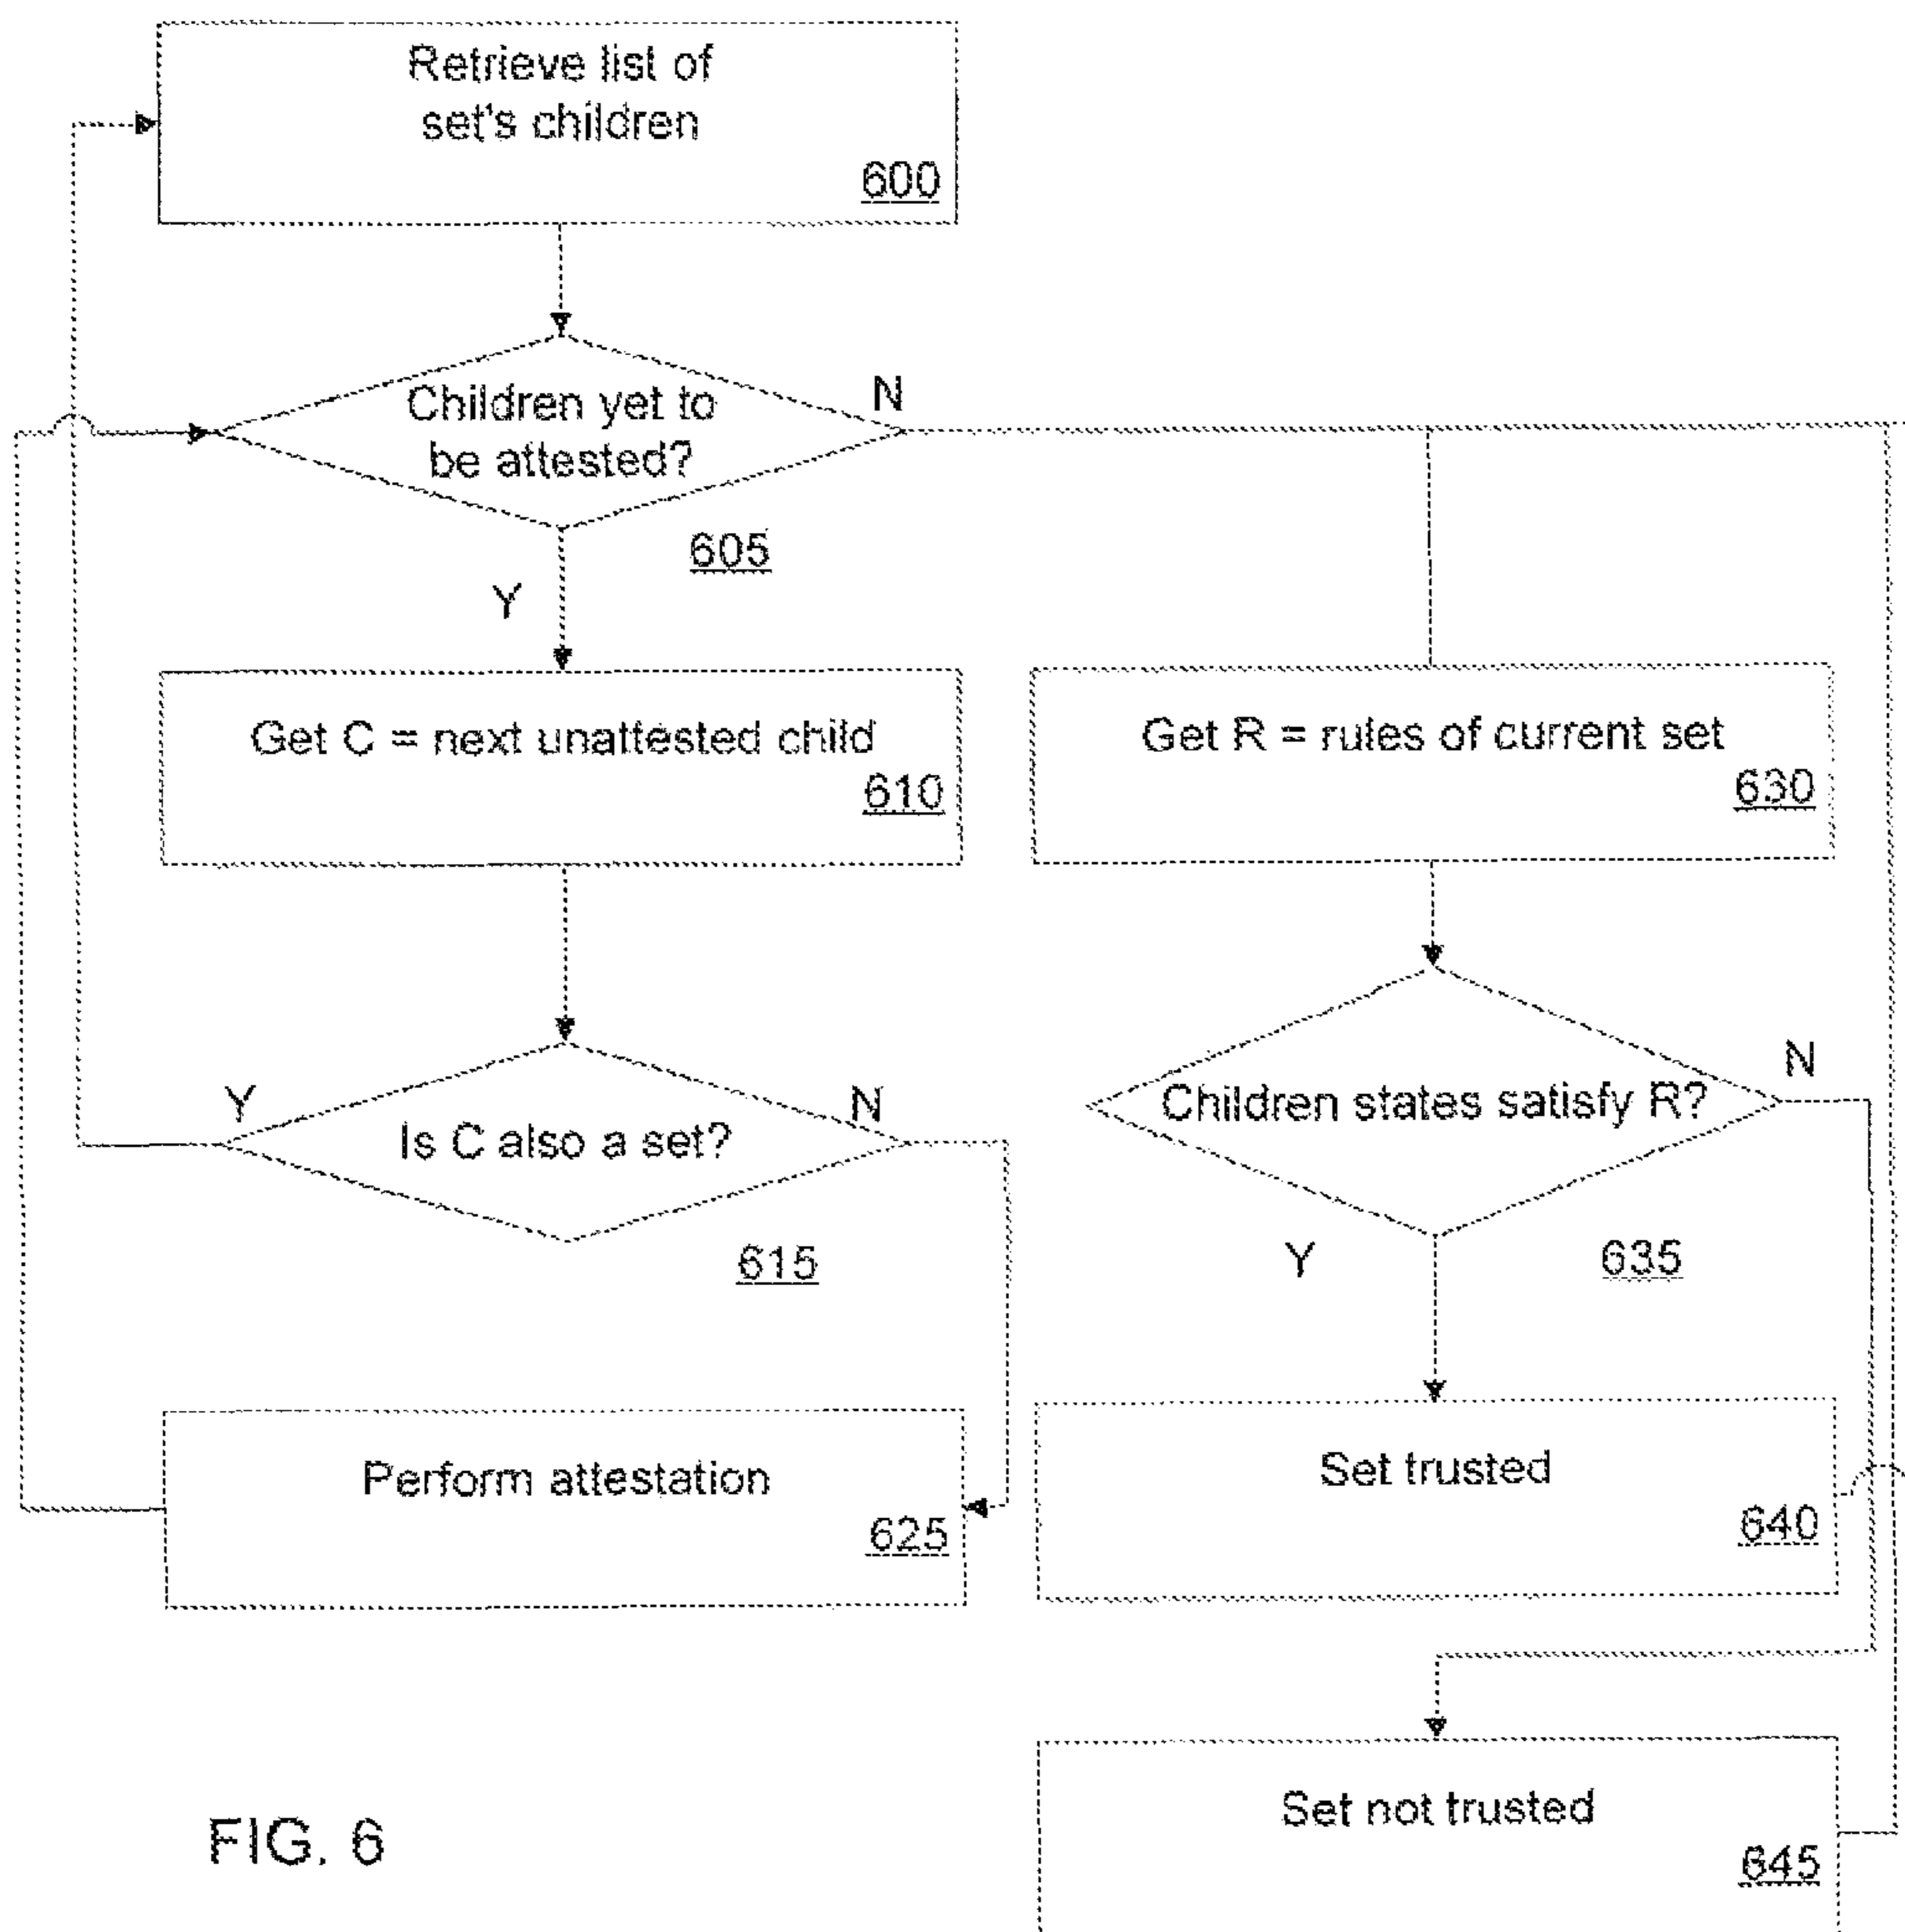 Retrieve list of
set's children
600
Children yet to
be attested?
N
605
Y
Get C = next unattested child
610
Get R = rules of current set
630
Y
Is C also a set?
N
615
Children states satisfy R?
N
Y
635
Perform attestation
625
Set trusted
640
Set not trusted
645
FIG. 6